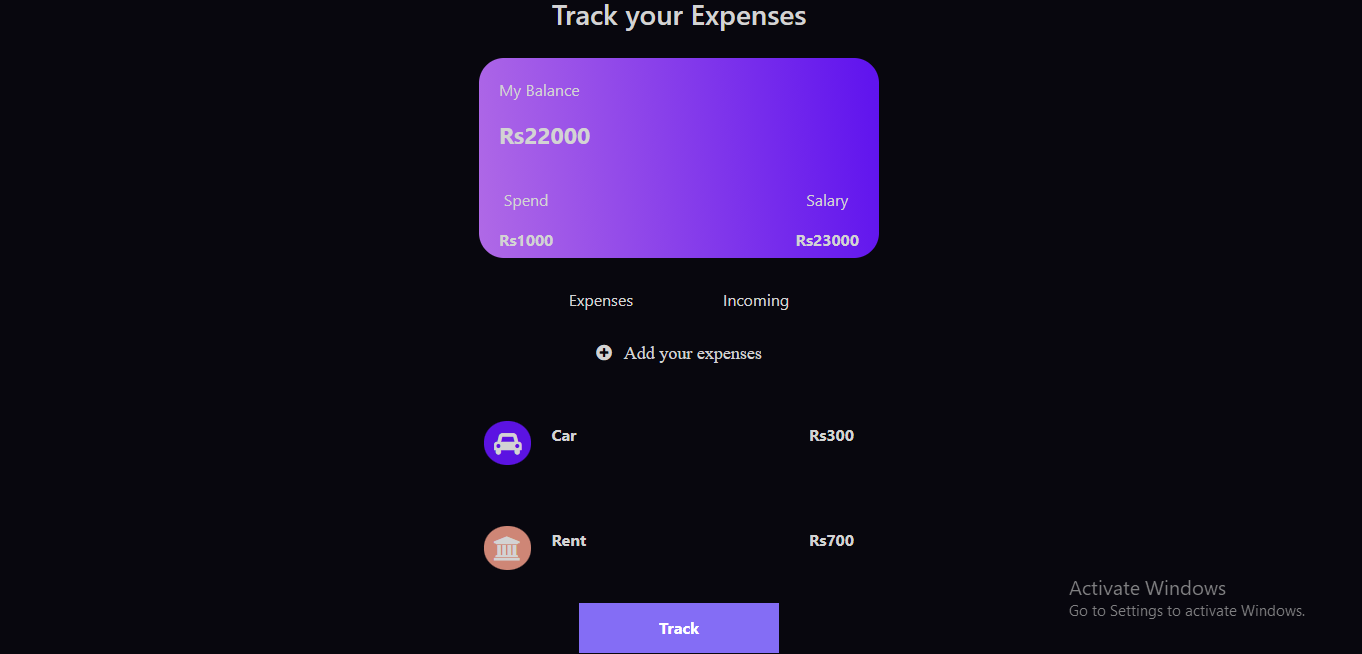 Track your Expenses
My Balance
Rs22000
Spend Salary
Rs1000 Rs23000
Expenses Incoming
Add your expenses
Car Rs300
Rent Rs700
Activate Windows
Go to Settings to activate Windows.
Track